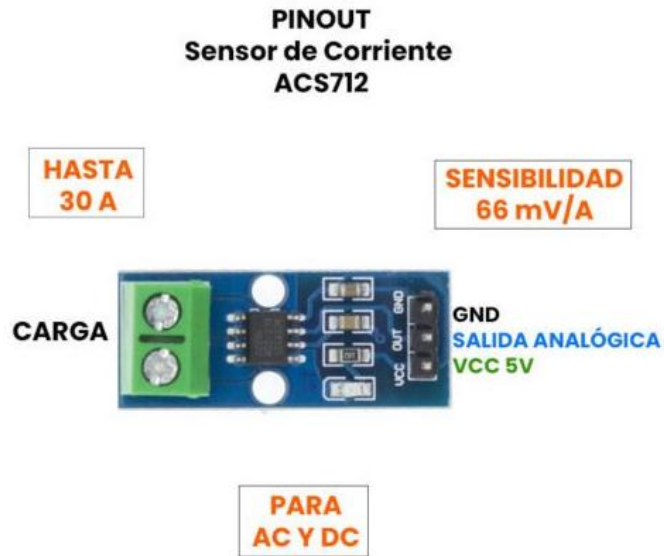 PINOUT
Sensor de Corriente
ACS712
HASTA
30 A
SENSIBILIDAD
66 mV/A
CARGA
GND
OUT
VCC
GND
SALIDA ANALÓGICA
VCC 5V
PARA
AC Y DC